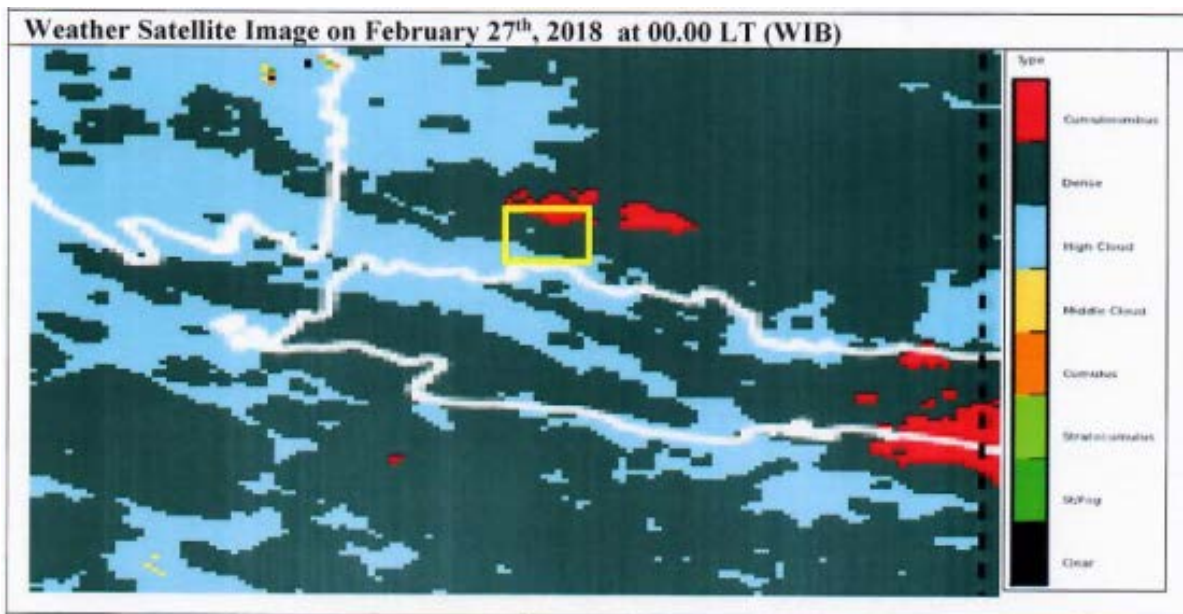 Weather Satellite Image on February 27th, 2018 at 00.00 LT (WIB)
Type
Cumulonimbus
Dense
High Cloud
Middle Cloud
Cumulus
Stratocumulus
St/Fog
Clear